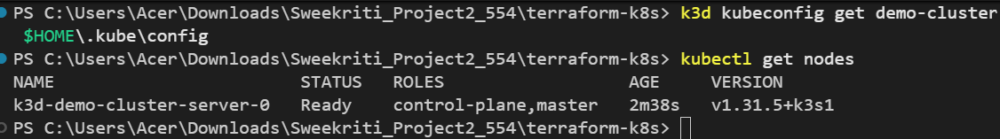 PS C:\Users\Acer\Downloads\Sweekriti_Project2_554\terraform-k8s> k3d kubeconfig get demo-cluster
$HOME\.kube\config
PS C:\Users\Acer\Downloads\Sweekriti_Project2_554\terraform-k8s> kubectl get nodes
NAME STATUS ROLES AGE VERSION
k3d-demo-cluster-server-0 Ready control-plane,master 2m38s v1.31.5+k3s1
PS C:\Users\Acer\Downloads\Sweekriti_Project2_554\terraform-k8s>